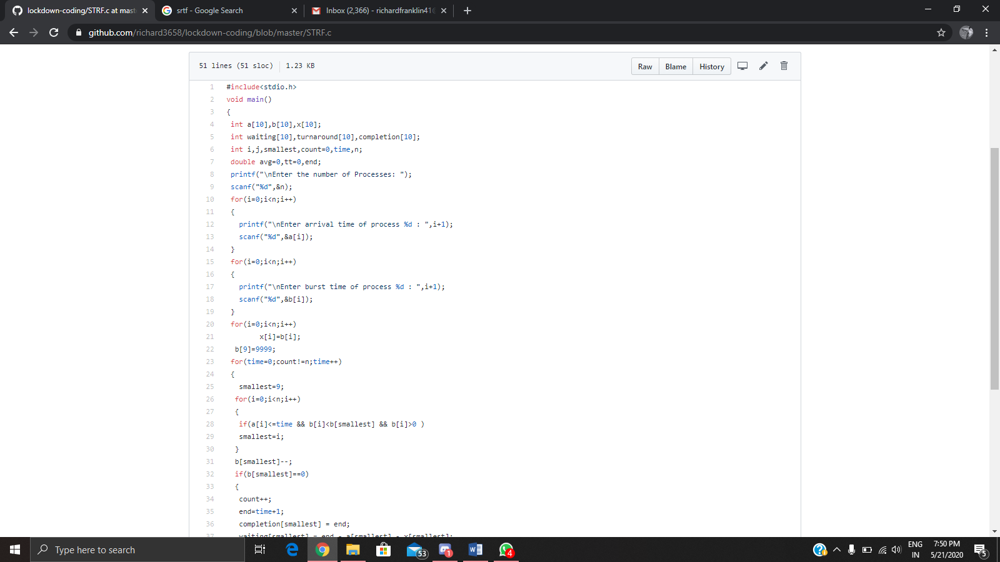 lockdown-coding/STRF.c at mast
srtf - Google Search
Inbox (2,366) - richardfranklin41
github.com/richard3658/lockdown-coding/blob/master/STRF.c
51 lines (51 sloc) 1.23 KB
Raw Blame History
1 #include<stdio.h>
2 void main()
3 {
4 int a[10],b[10],x[10];
5 int waiting[10],turnaround[10],completion[10];
6 int i,j,smallest,count=0,time,n;
7 double avg=0,tt=0,end;
8 printf("\nEnter the number of Processes: ");
9 scanf("%d",&n);
10 for(i=0;i<n;i++)
11 {
12 printf("\nEnter arrival time of process %d : ",i+1);
13 scanf("%d",&a[i]);
14 }
15 for(i=0;i<n;i++)
16 {
17 printf("\nEnter burst time of process %d : ",i+1);
18 scanf("%d",&b[i]);
19 }
20 for(i=0;i<n;i++)
21 x[i]=b[i];
22 b[9]=9999;
23 for(time=0;count!=n;time++)
24 {
25 smallest=9;
26 for(i=0;i<n;i++)
27 {
28 if(a[i]<=time && b[i]<b[smallest] && b[i]>0 )
29 smallest=i;
30 }
31 b[smallest]--;
32 if(b[smallest]==0)
33 {
34 count++;
35 end=time+1;
36 completion[smallest] = end;
37 waiting[smallest] = end - a[smallest] - x[smallest];
Type here to search
53
1
4
ENG
IN
7:50 PM
5/21/2020
5